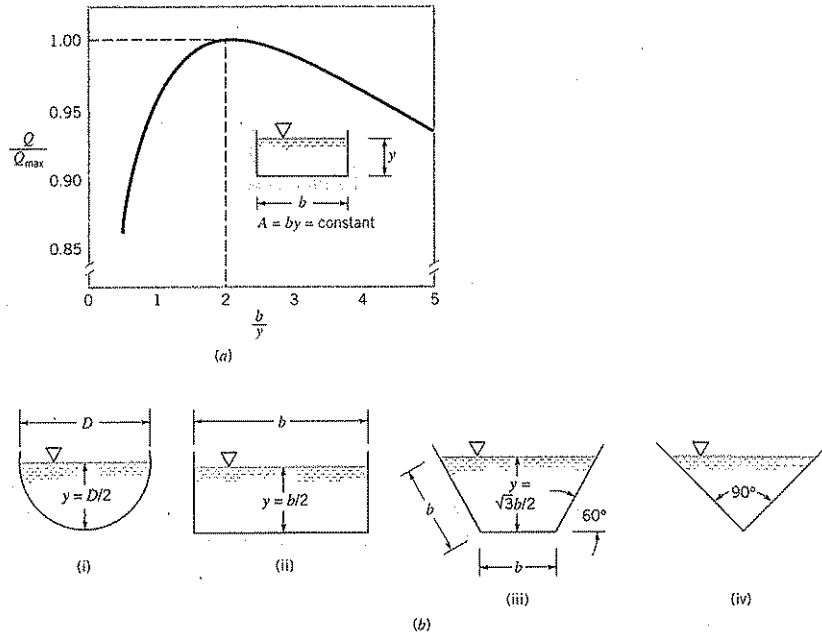 1.00
0.95
Q
Q max
0.90
0.85
y
b
A = by = constant
0 1 2 3 4 5
b
y
(a)
D
y = D/2
(i)
b
y = b/2
(ii)
b
y =
√3b/2
60°
b
(iii)
90°
(iv)
(b)